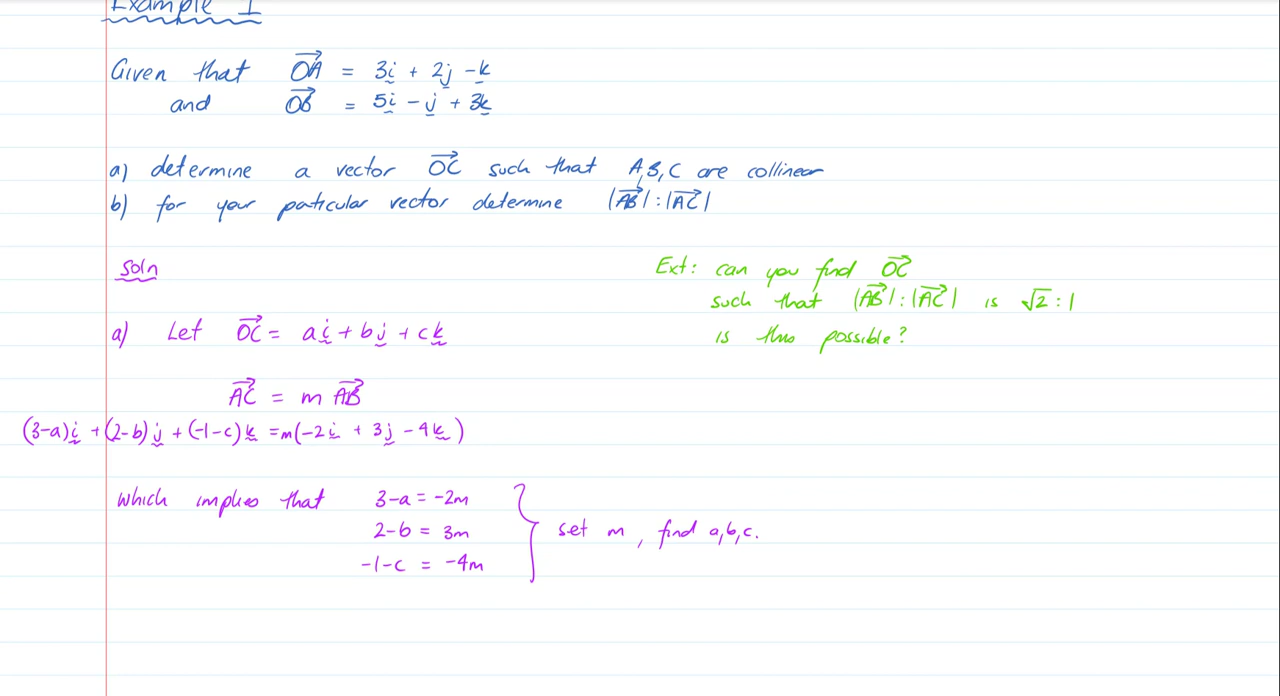 Example 1
Given that OA = 3i + 2j - k
and OB = 5i - j + 3k
a) determine a vector OC such that A,B,C are collinear
b) for your paticular vector determine |AB| : |AC|
Soln
Ext: can you find OC
such that |AB| : |AC| is √2 : 1
is this possible?
a) Let OC = ai + bj + ck
AC = m AB
(3-a)i + (2-b)j + (-1-c)k = m(-2i + 3j - 4k)
Which implies that 3-a = -2m
2-b = 3m
-1-c = -4m
set m, find a,b,c.